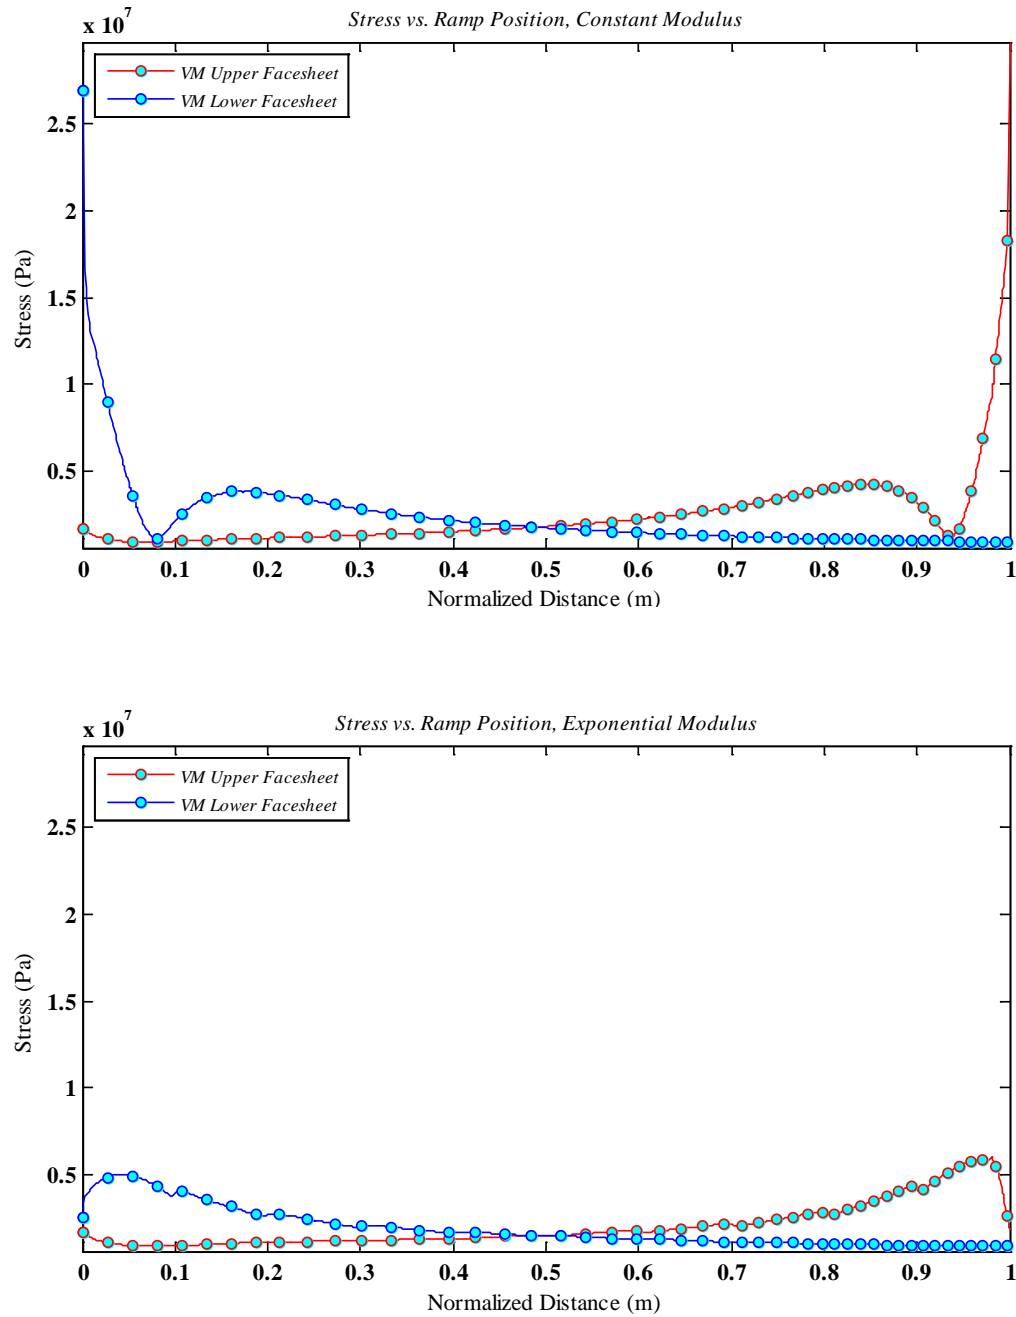 x 10^7
Stress vs. Ramp Position, Constant Modulus
VM Upper Facesheet
VM Lower Facesheet
2.5
2
1.5
1
0.5
Stress (Pa)
0 0.1 0.2 0.3 0.4 0.5 0.6 0.7 0.8 0.9 1
Normalized Distance (m)
x 10^7
Stress vs. Ramp Position, Exponential Modulus
VM Upper Facesheet
VM Lower Facesheet
2.5
2
1.5
1
0.5
Stress (Pa)
0 0.1 0.2 0.3 0.4 0.5 0.6 0.7 0.8 0.9 1
Normalized Distance (m)